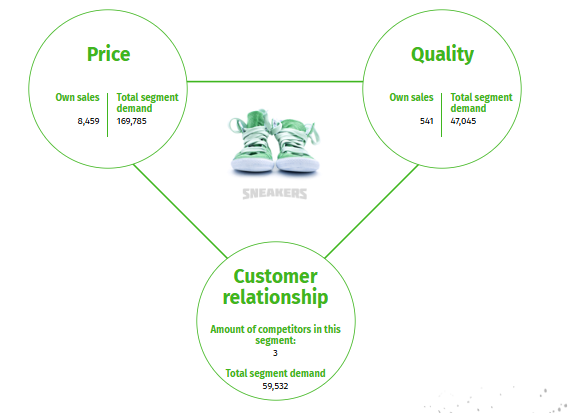 Price
Own sales
Total segment
demand
8,459
169,785
Quality
Own sales
Total segment
demand
541
47,045
SNEAKERS
Customer
relationship
Amount of competitors in this
segment:
3
Total segment demand
59,532